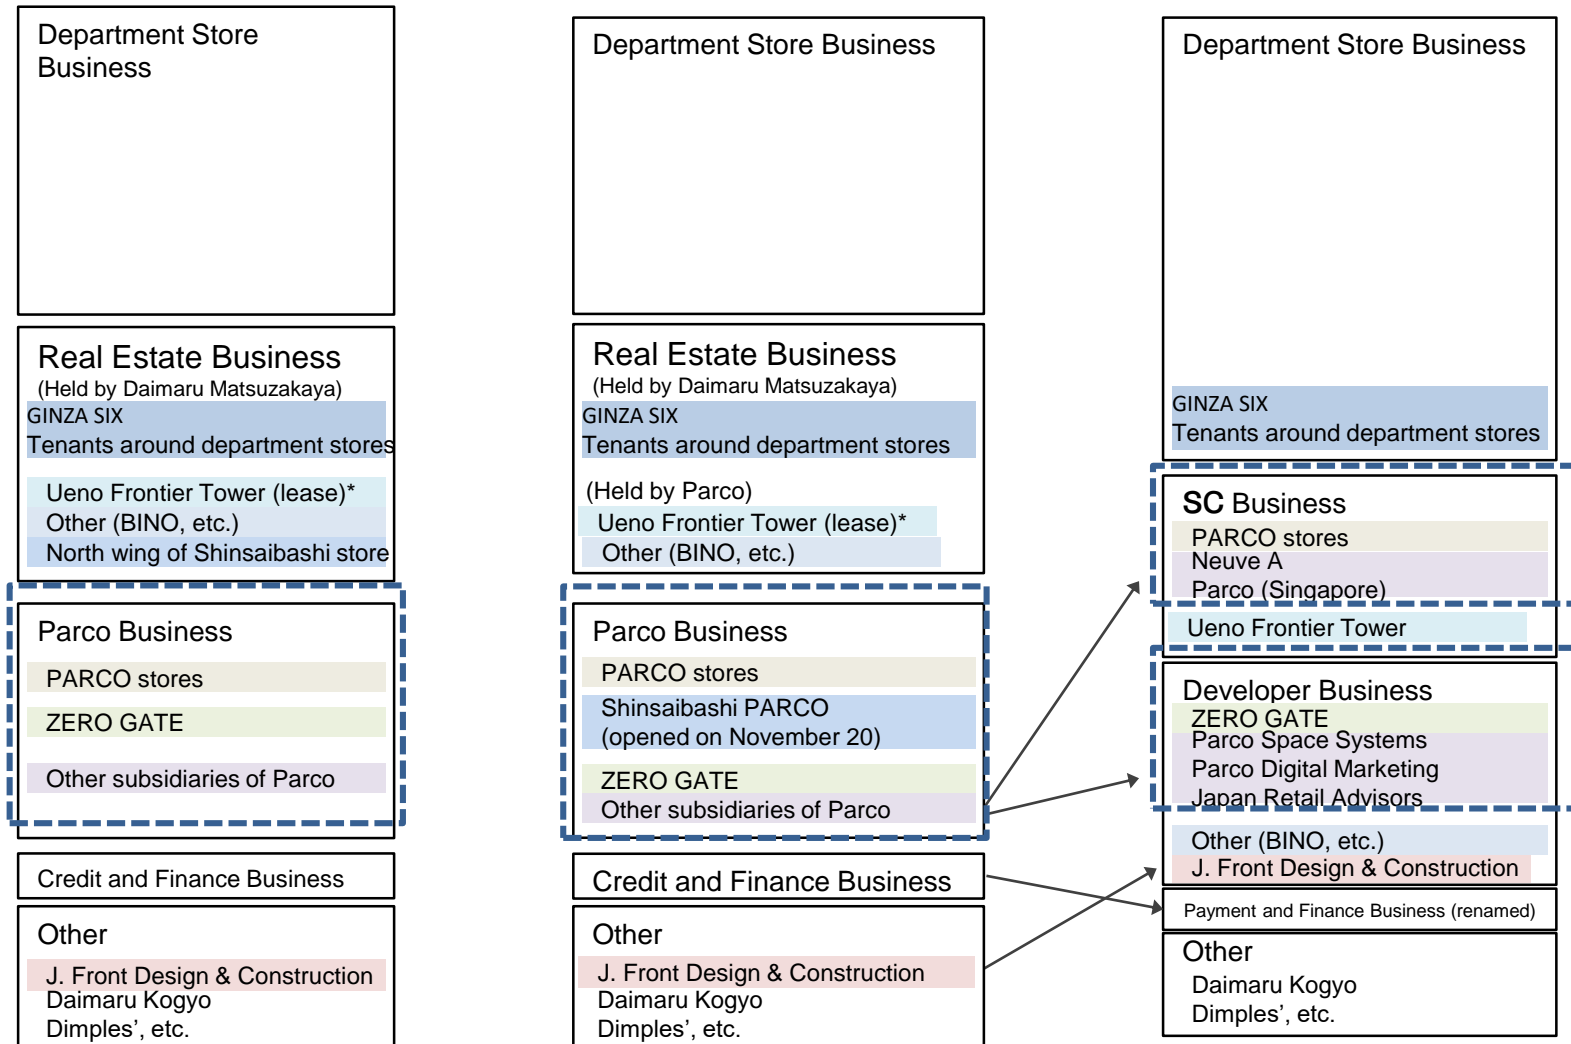 Department Store
Business
Real Estate Business
(Held by Daimaru Matsuzakaya)
GINZA SIX
Tenants around department stores
Ueno Frontier Tower (lease)*
Other (BINO, etc.)
North wing of Shinsaibashi store
Parco Business
PARCO stores
ZERO GATE
Other subsidiaries of Parco
Credit and Finance Business
Other
J. Front Design & Construction
Daimaru Kogyo
Dimples’, etc.
Department Store Business
Real Estate Business
(Held by Daimaru Matsuzakaya)
GINZA SIX
Tenants around department stores
(Held by Parco)
Ueno Frontier Tower (lease)*
Other (BINO, etc.)
Parco Business
PARCO stores
Shinsaibashi PARCO
(opened on November 20)
ZERO GATE
Other subsidiaries of Parco
Credit and Finance Business
Other
J. Front Design & Construction
Daimaru Kogyo
Dimples’, etc.
Department Store Business
GINZA SIX
Tenants around department stores
SC Business
PARCO stores
Neuve A
Parco (Singapore)
Ueno Frontier Tower
Developer Business
ZERO GATE
Parco Space Systems
Parco Digital Marketing
Japan Retail Advisors
Other (BINO, etc.)
J. Front Design & Construction
Payment and Finance Business (renamed)
Other
Daimaru Kogyo
Dimples’, etc.